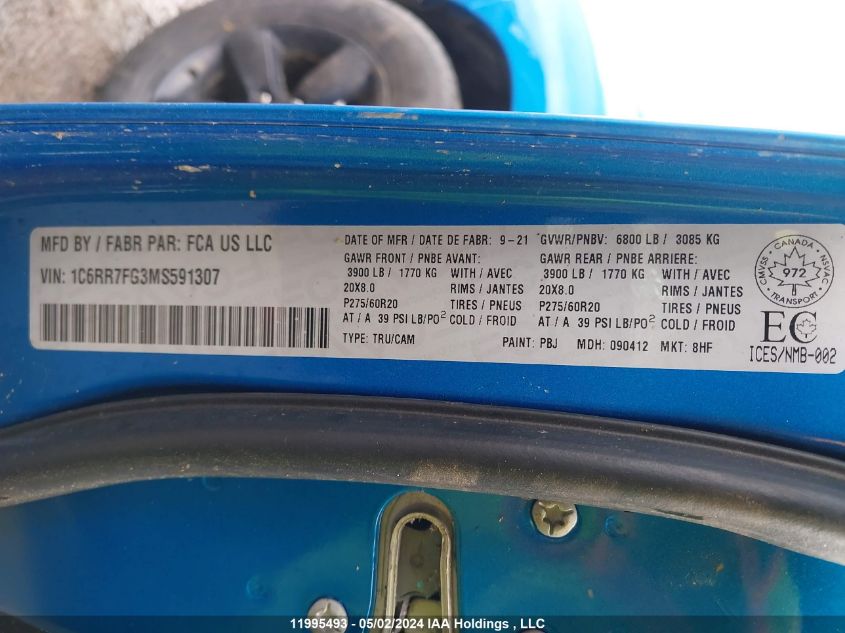 MFD BY / FABR PAR: FCA US LLC
VIN: 1C6RR7FG3MS591307
DATE OF MFR / DATE DE FABR: 9-21
GAWR FRONT / PNBE AVANT:
3900 LB / 1770 KG WITH / AVEC
20X8.0 RIMS / JANTES
P275/60R20 TIRES / PNEUS
AT / A 39 PSI LB/PO² COLD / FROID
TYPE: TRU/CAM
GVWR/PNBV: 6800 LB / 3085 KG
GAWR REAR / PNBE ARRIERE:
3900 LB / 1770 KG WITH / AVEC
20X8.0 RIMS / JANTES
P275/60R20 TIRES / PNEUS
AT / A 39 PSI LB/PO² COLD / FROID
PAINT: PBJ MDH: 090412 MKT: 8HF
CANADA
CMVSS NSVAC
972
TRANSPORT
EC
ICES/NMB-002
11995493 - 05/02/2024 IAA Holdings , LLC